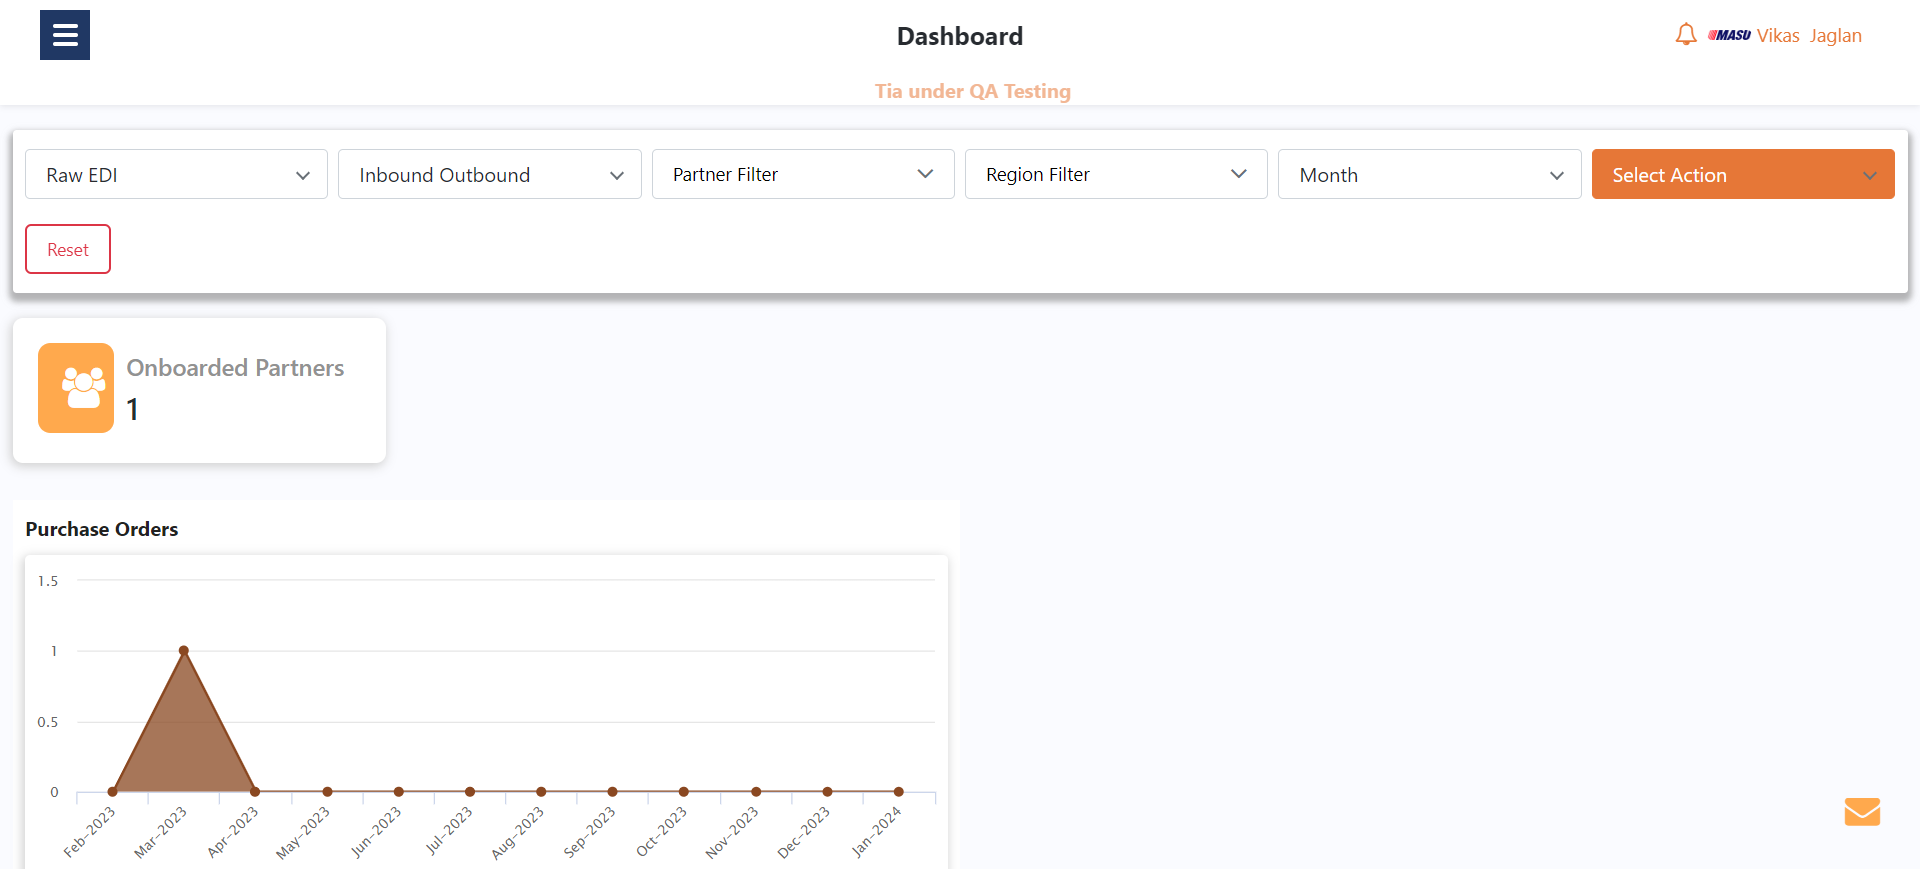 Dashboard
MASU Vikas Jaglan
Tia under QA Testing
Raw EDI
Inbound Outbound
Partner Filter
Region Filter
Month
Select Action
Reset
Onboarded Partners
1
Purchase Orders
1.5
1
0.5
0
Feb-2023
Mar-2023
Apr-2023
May-2023
Jun-2023
Jul-2023
Aug-2023
Sep-2023
Oct-2023
Nov-2023
Dec-2023
Jan-2024